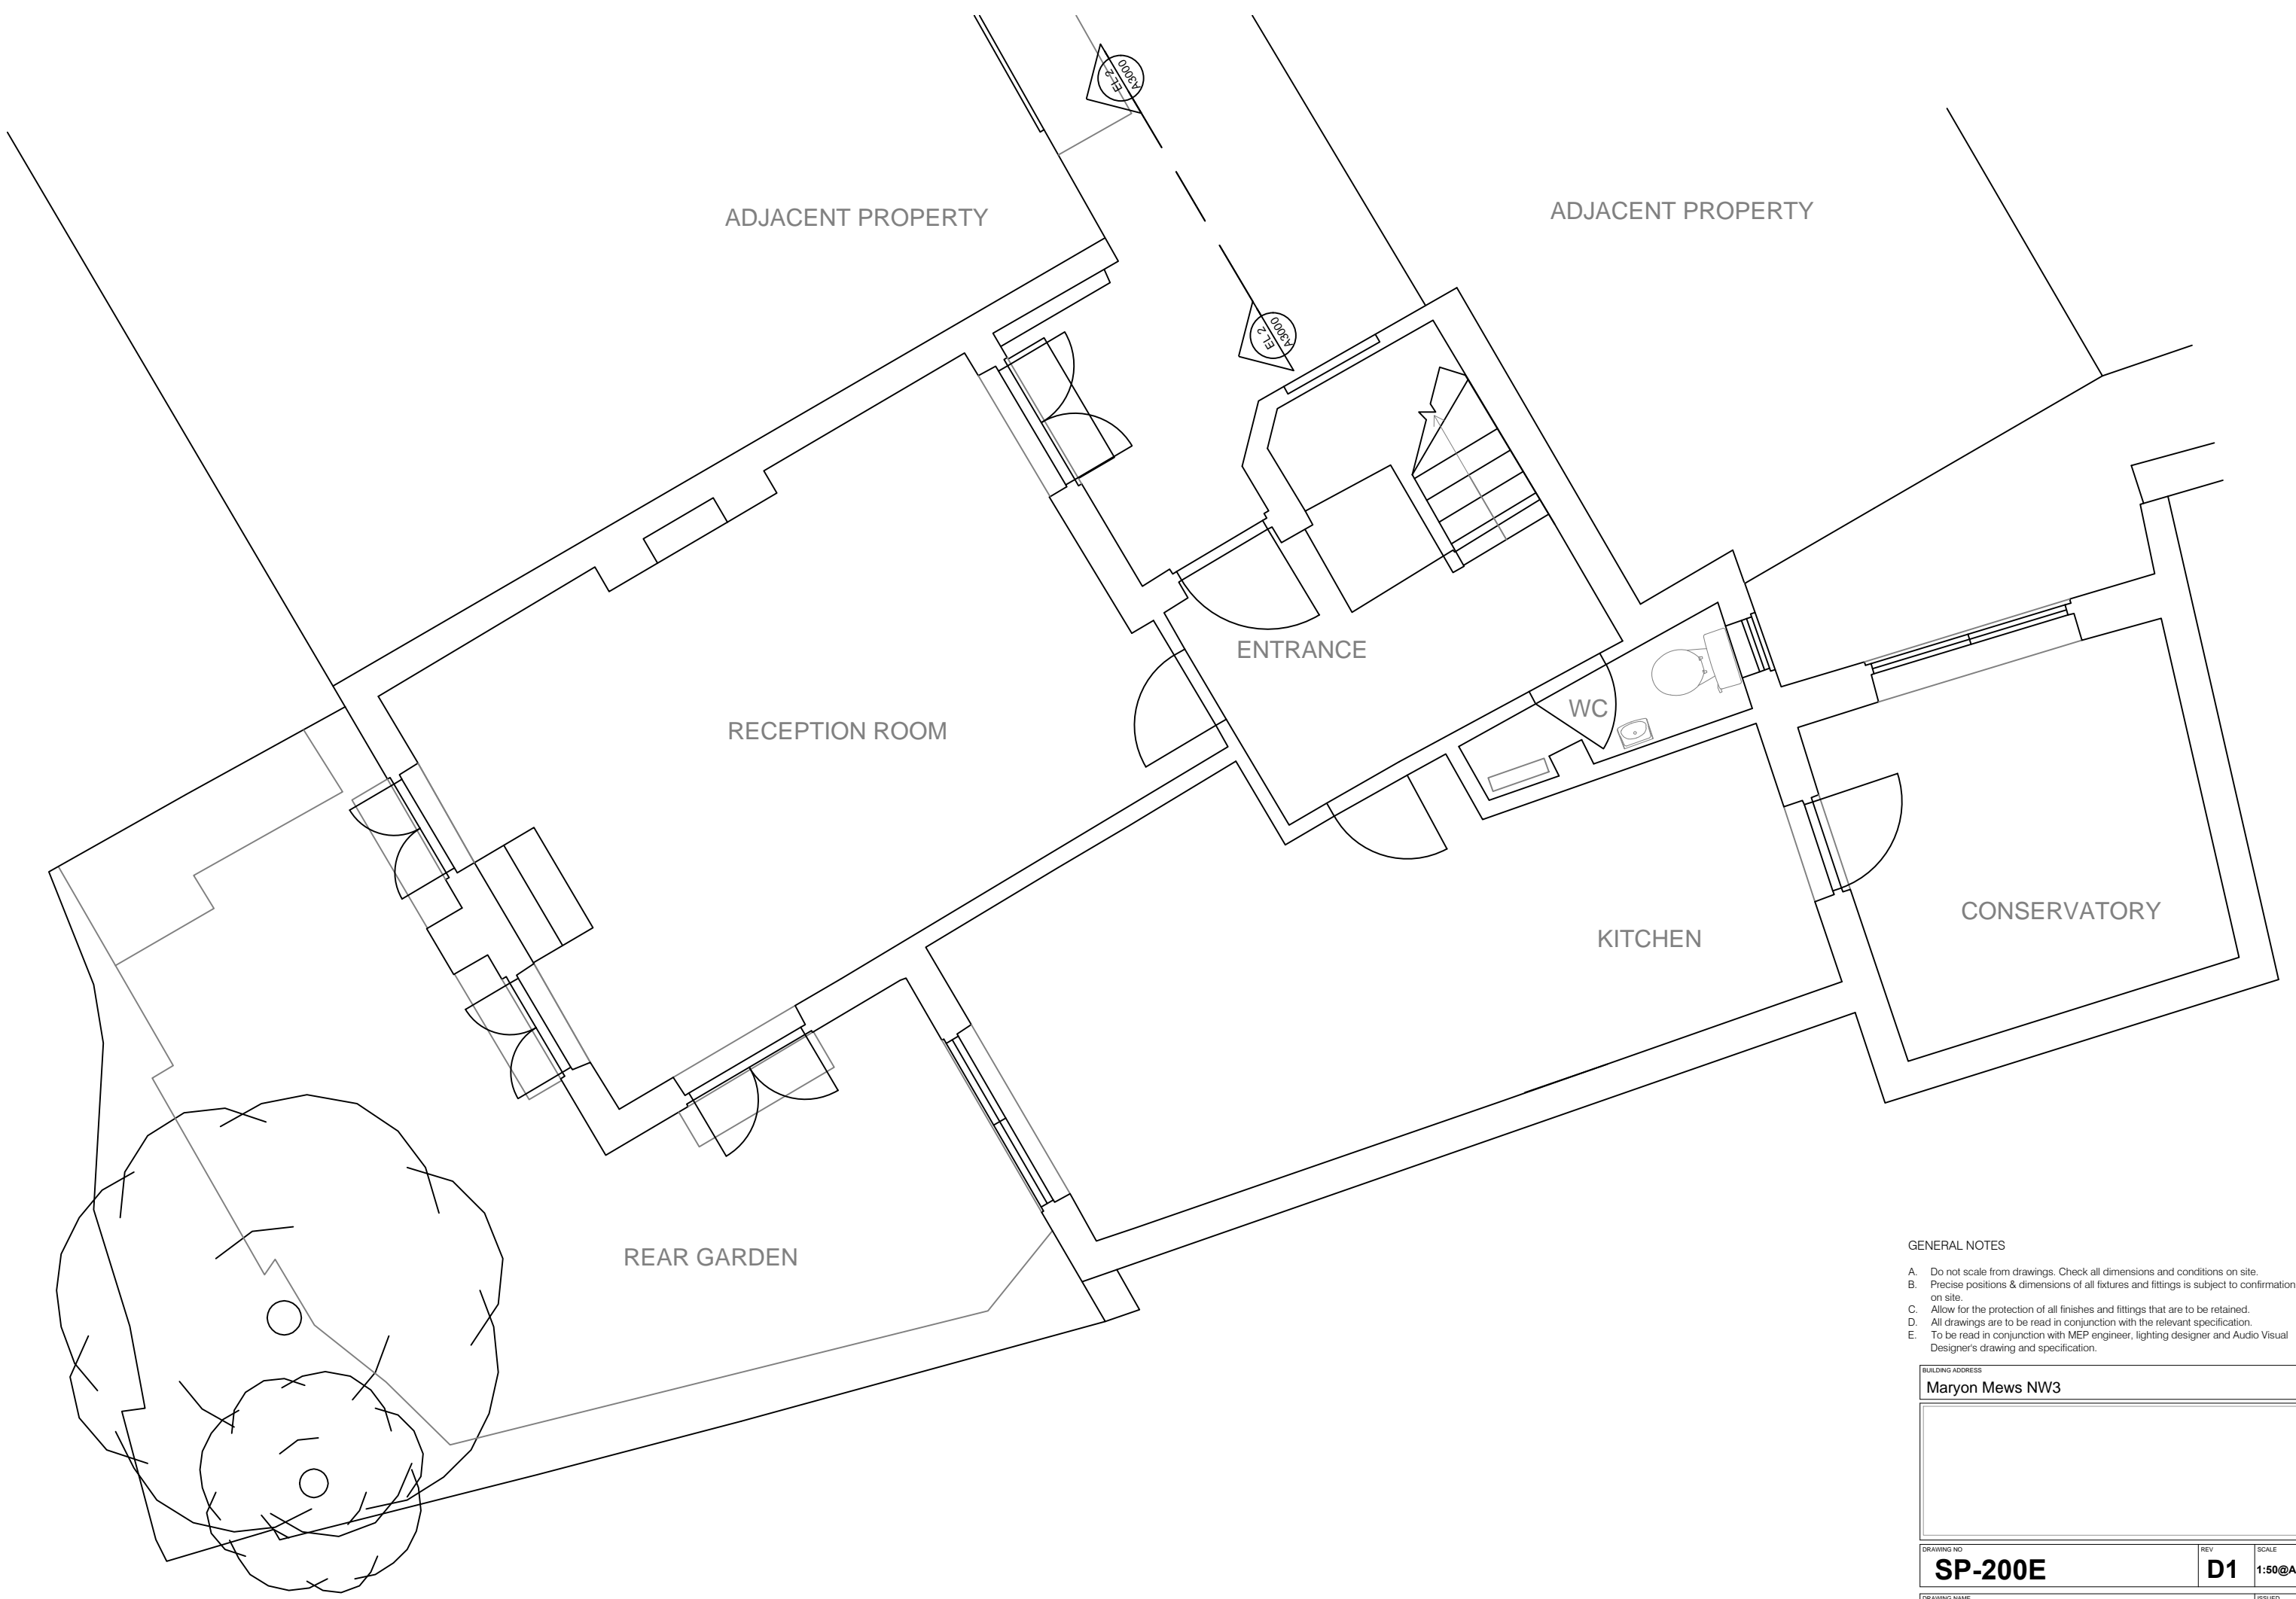 EL 2
A3000
ADJACENT PROPERTY
ADJACENT PROPERTY
EL 2
A3000
ENTRANCE
WC
RECEPTION ROOM
CONSERVATORY
KITCHEN
REAR GARDEN
GENERAL NOTES
A. Do not scale from drawings. Check all dimensions and conditions on site.
B. Precise positions & dimensions of all fixtures and fittings is subject to confirmation
on site.
C. Allow for the protection of all finishes and fittings that are to be retained.
D. All drawings are to be read in conjunction with the relevant specification.
E. To be read in conjunction with MEP engineer, lighting designer and Audio Visual
Designer's drawing and specification.
BUILDING ADDRESS
Maryon Mews NW3
DRAWING NO
REV
SCALE
SP-200E
D1
1:50@A
DRAWING NAME
ISSUED